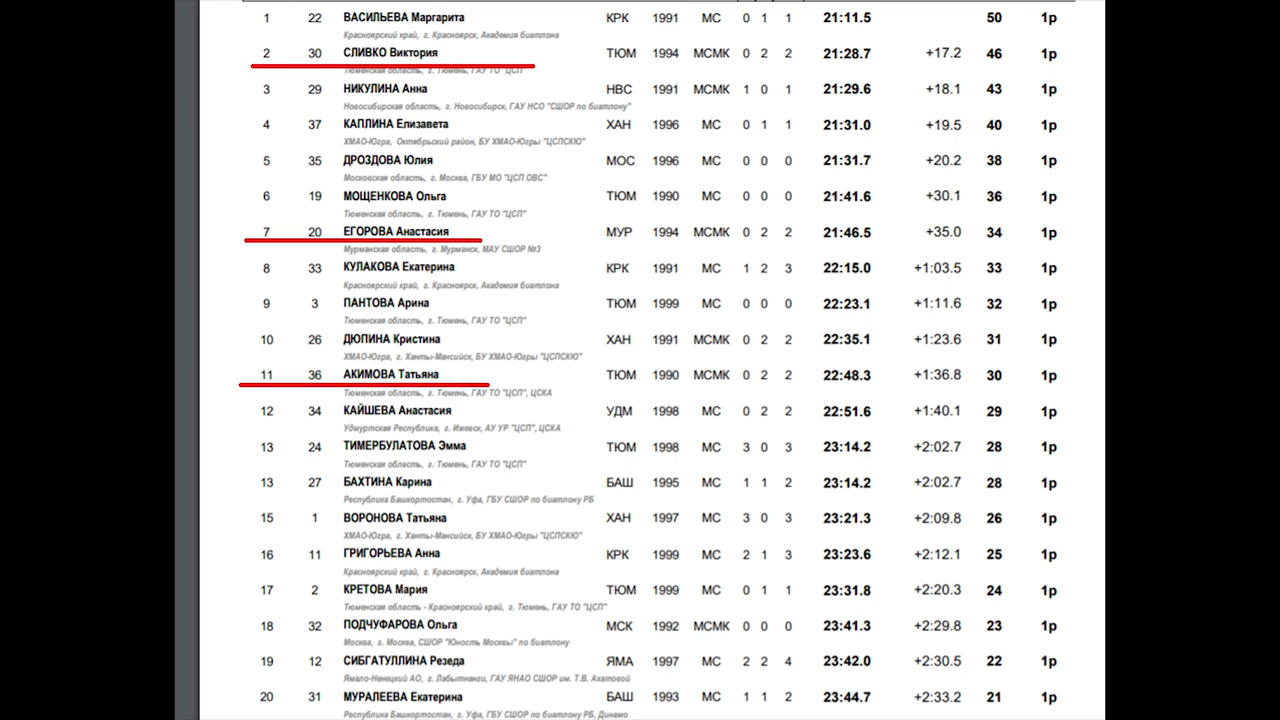 1 22 ВАСИЛЬЕВА Маргарита КРК 1991 МС 0 1 1 21:11.5 50 1р
Красноярский край, г. Красноярск, Академия биатлона
2 30 СЛИВКО Виктория ТЮМ 1994 МСМК 0 2 2 21:28.7 +17.2 46 1р
Тюменская область, г. Тюмень, ГАУ ТО "ЦСП"
3 29 НИКУЛИНА Анна НВС 1991 МСМК 1 0 1 21:29.6 +18.1 43 1р
Новосибирская область, г. Новосибирск, ГАУ НСО "СШОР по биатлону"
4 37 КАПЛИНА Елизавета ХАН 1996 МС 0 1 1 21:31.0 +19.5 40 1р
ХМАО-Югра, Октябрьский район, БУ ХМАО-Югры "ЦСПСКЮ"
5 35 ДРОЗДОВА Юлия МОС 1996 МС 0 0 0 21:31.7 +20.2 38 1р
Московская область, г. Москва, ГБУ МО "ЦСП ОВС"
6 19 МОЩЕНКОВА Ольга ТЮМ 1990 МС 0 0 0 21:41.6 +30.1 36 1р
Тюменская область, г. Тюмень, ГАУ ТО "ЦСП"
7 20 ЕГОРОВА Анастасия МУР 1994 МСМК 0 2 2 21:46.5 +35.0 34 1р
Мурманская область, г. Мурманск, МАУ СШОР №3
8 33 КУЛАКОВА Екатерина КРК 1991 МС 1 2 3 22:15.0 +1:03.5 33 1р
Красноярский край, г. Красноярск, Академия биатлона
9 3 ПАНТОВА Арина ТЮМ 1999 МС 0 0 0 22:23.1 +1:11.6 32 1р
Тюменская область, г. Тюмень, ГАУ ТО "ЦСП"
10 26 ДЮПИНА Кристина ХАН 1991 МСМК 0 2 2 22:35.1 +1:23.6 31 1р
ХМАО-Югра, г. Ханты-Мансийск, БУ ХМАО-Югры "ЦСПСКЮ"
11 36 АКИМОВА Татьяна ТЮМ 1990 МСМК 0 2 2 22:48.3 +1:36.8 30 1р
Тюменская область, г. Тюмень, ГАУ ТО "ЦСП", ЦСКА
12 34 КАЙШЕВА Анастасия УДМ 1998 МС 0 2 2 22:51.6 +1:40.1 29 1р
Удмуртская Республика, г. Ижевск, АУ УР "ЦСП", ЦСКА
13 24 ТИМЕРБУЛАТОВА Эмма ТЮМ 1998 МС 3 0 3 23:14.2 +2:02.7 28 1р
Тюменская область, г. Тюмень, ГАУ ТО "ЦСП"
13 27 БАХТИНА Карина БАШ 1995 МС 1 1 2 23:14.2 +2:02.7 28 1р
Республика Башкортостан, г. Уфа, ГБУ СШОР по биатлону РБ
15 1 ВОРОНОВА Татьяна ХАН 1997 МС 3 0 3 23:21.3 +2:09.8 26 1р
ХМАО-Югра, г. Ханты-Мансийск, БУ ХМАО-Югры "ЦСПСКЮ"
16 11 ГРИГОРЬЕВА Анна КРК 1999 МС 2 1 3 23:23.6 +2:12.1 25 1р
Красноярский край, г. Красноярск, Академия биатлона
17 2 КРЕТОВА Мария ТЮМ 1999 МС 0 1 1 23:31.8 +2:20.3 24 1р
Тюменская область - Красноярский край, г. Тюмень, ГАУ ТО "ЦСП"
18 32 ПОДЧУФАРОВА Ольга МСК 1992 МСМК 0 0 0 23:41.3 +2:29.8 23 1р
Москва, г. Москва, СШОР "Юность Москвы" по биатлону
19 12 СИБГАТУЛЛИНА Резеда ЯМА 1997 МС 2 2 4 23:42.0 +2:30.5 22 1р
Ямало-Ненецкий АО, г. Лабытнанги, ГАУ ЯНАО СШОР им. Т.В. Ахатовой
20 31 МУРАЛЕЕВА Екатерина БАШ 1993 МС 1 1 2 23:44.7 +2:33.2 21 1р
Республика Башкортостан, г. Уфа, ГБУ СШОР по биатлону РБ, Динамо